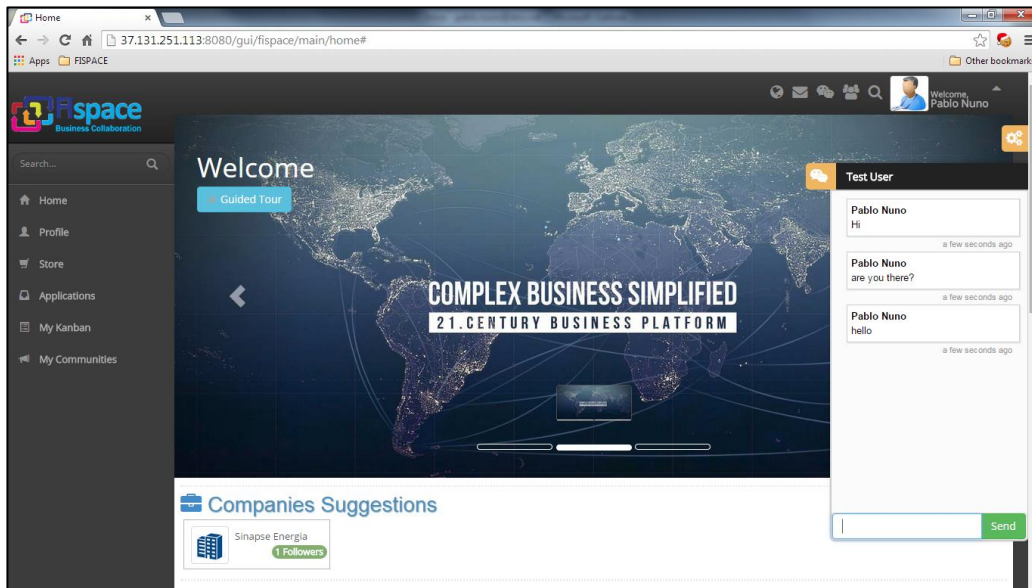 Home
37.131.251.113:8080/gui/fispace/main/home#
Apps
FISPACE
Other bookmark
FIspace
Business Collaboration
Welcome,
Pablo Nuno
Search...
Home
Profile
Store
Applications
My Kanban
My Communities
Welcome
Guided Tour
COMPLEX BUSINESS SIMPLIFIED
21.CENTURY BUSINESS PLATFORM
Test User
Pablo Nuno
Hi
a few seconds ago
Pablo Nuno
are you there?
a few seconds ago
Pablo Nuno
hello
a few seconds ago
Send
Companies Suggestions
Sinapse Energia
1 Followers